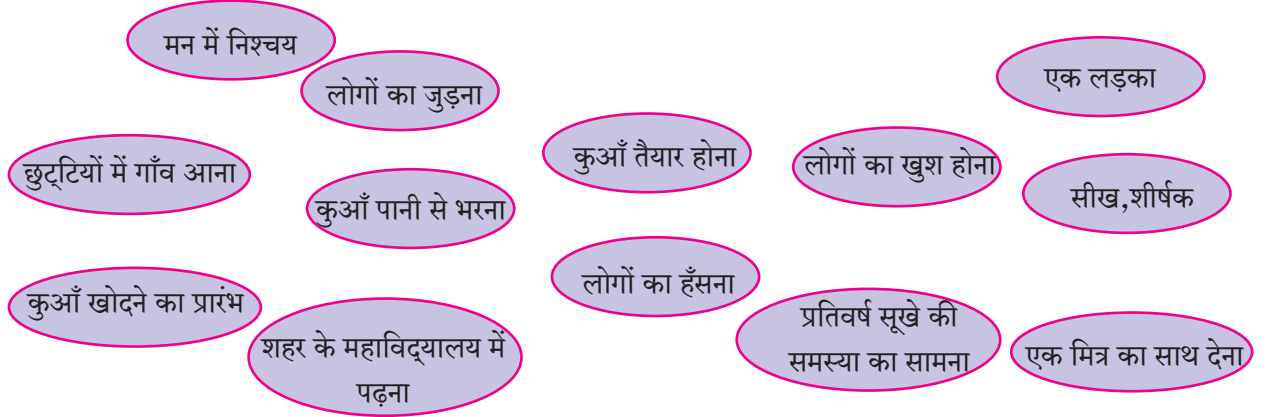 मन में निश्चय
लोगों का जुड़ना
एक लड़का
छुट्‌टियों में गाँव आना
कुआँ तैयार होना
लोगों का खुश होना
कुआँ पानी से भरना
सीख,शीर्षक
लोगों का हँसना
कुआँ खोदने का प्रारंभ
शहर के महाविद्‌यालय में
पढ़ना
प्रतिवर्ष सूखे की
समस्या का सामना
एक मित्र का साथ देना